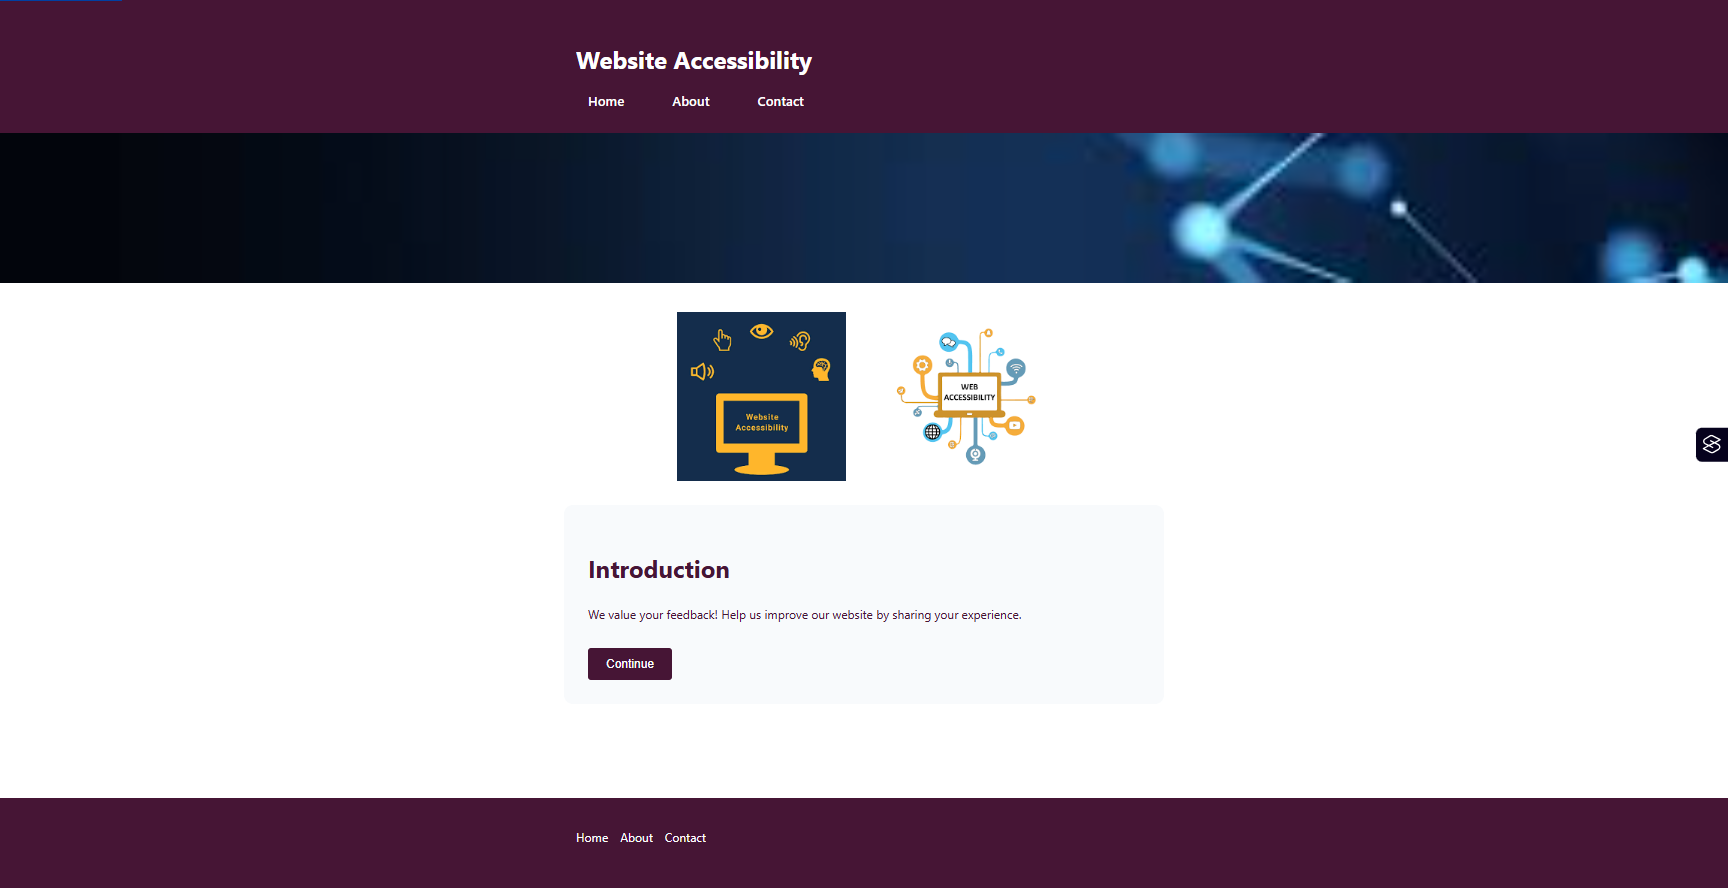 Website Accessibility
Home About Contact
Website
Accessibility
WEB
ACCESSIBILITY
Introduction
We value your feedback! Help us improve our website by sharing your experience.
Continue
Home About Contact